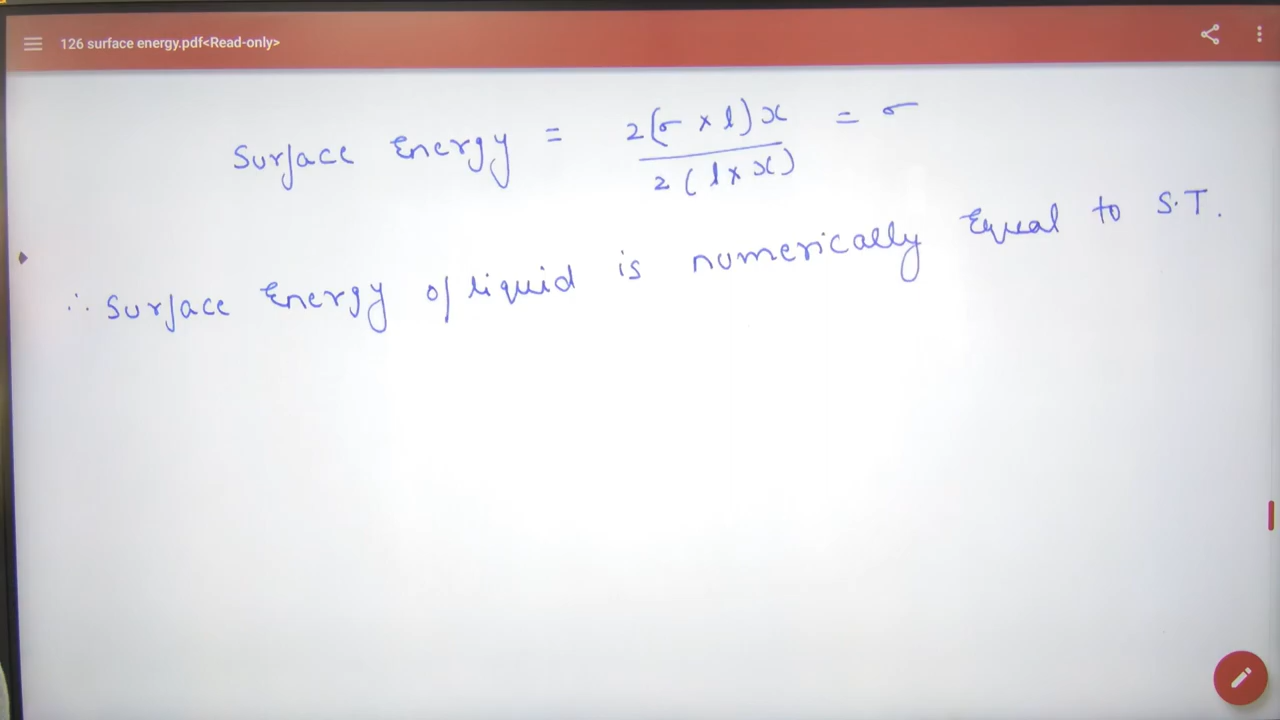 126 surface energy.pdf<Read-only>
Surface Energy = 2(σ × l)x / 2(l × x) = σ
∴ Surface Energy of liquid is numerically Equal to S.T.